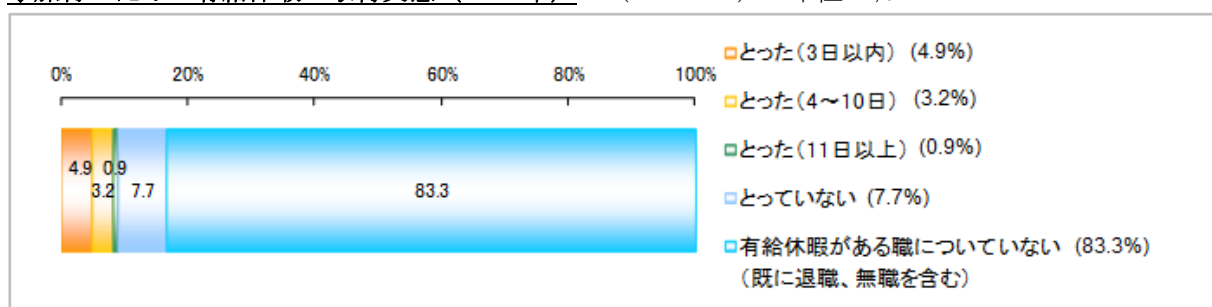 0%
20%
40%
60%
80%
100%
4.9
3.2
0.9
7.7
83.3
とった(3日以内) (4.9%)
とった(4～10日) (3.2%)
とった(11日以上) (0.9%)
とっていない (7.7%)
有給休暇がある職についていない (83.3%)
(既に退職、無職を含む)